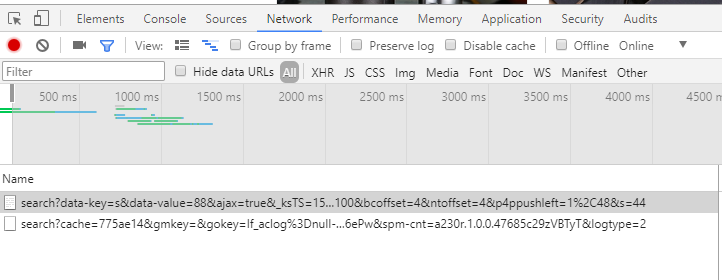 Elements Console Sources Network Performance Memory Application Security Audits
View: Group by frame Preserve log Disable cache Offline Online
Filter Hide data URLs All XHR JS CSS Img Media Font Doc WS Manifest Other
500 ms 1000 ms 1500 ms 2000 ms 2500 ms 3000 ms 3500 ms 4000 ms 4500 m
Name
search?data-key=s&data-value=88&ajax=true&_ksTS=15...100&bcoffset=4&ntoffset=4&p4ppushleft=1%2C48&s=44
search?cache=775ae14&gmkey=&gokey=lf_aclog%3Dnull-...6ePw&spm-cnt=a230r.1.0.0.47685c29zVBTyT&logtype=2